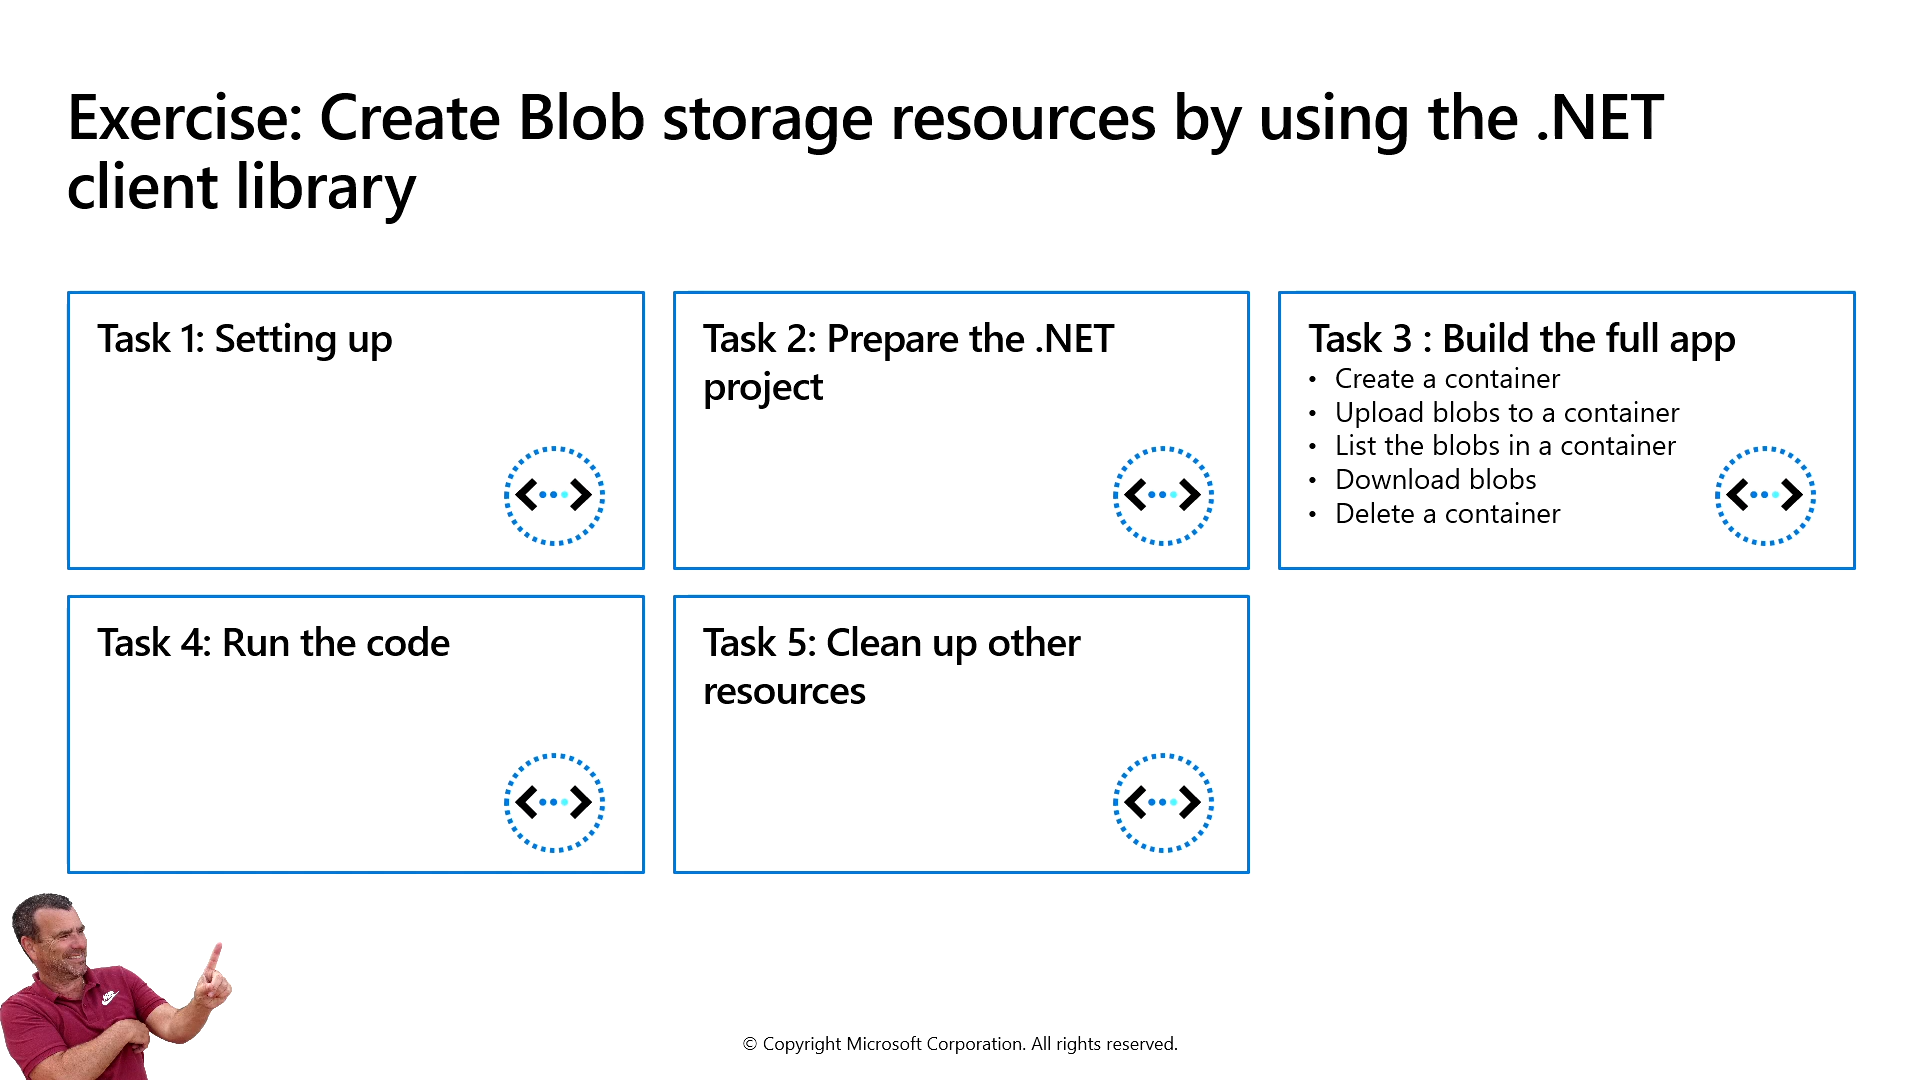 Exercise: Create Blob storage resources by using the .NET
client library
Task 1: Setting up
Task 2: Prepare the .NET
project
Task 3 : Build the full app
• Create a container
• Upload blobs to a container
• List the blobs in a container
• Download blobs
• Delete a container
Task 4: Run the code
Task 5: Clean up other
resources
© Copyright Microsoft Corporation. All rights reserved.